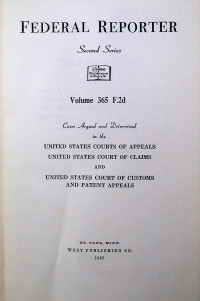 FEDERAL REPORTER
Second Series
Volume 365 F.2d
Cases Argued and Determined
in the
UNITED STATES COURTS OF APPEALS
UNITED STATES COURT OF CLAIMS
AND
UNITED STATES COURT OF CUSTOMS
AND PATENT APPEALS
ST. PAUL, MINN.
WEST PUBLISHING CO.
1967